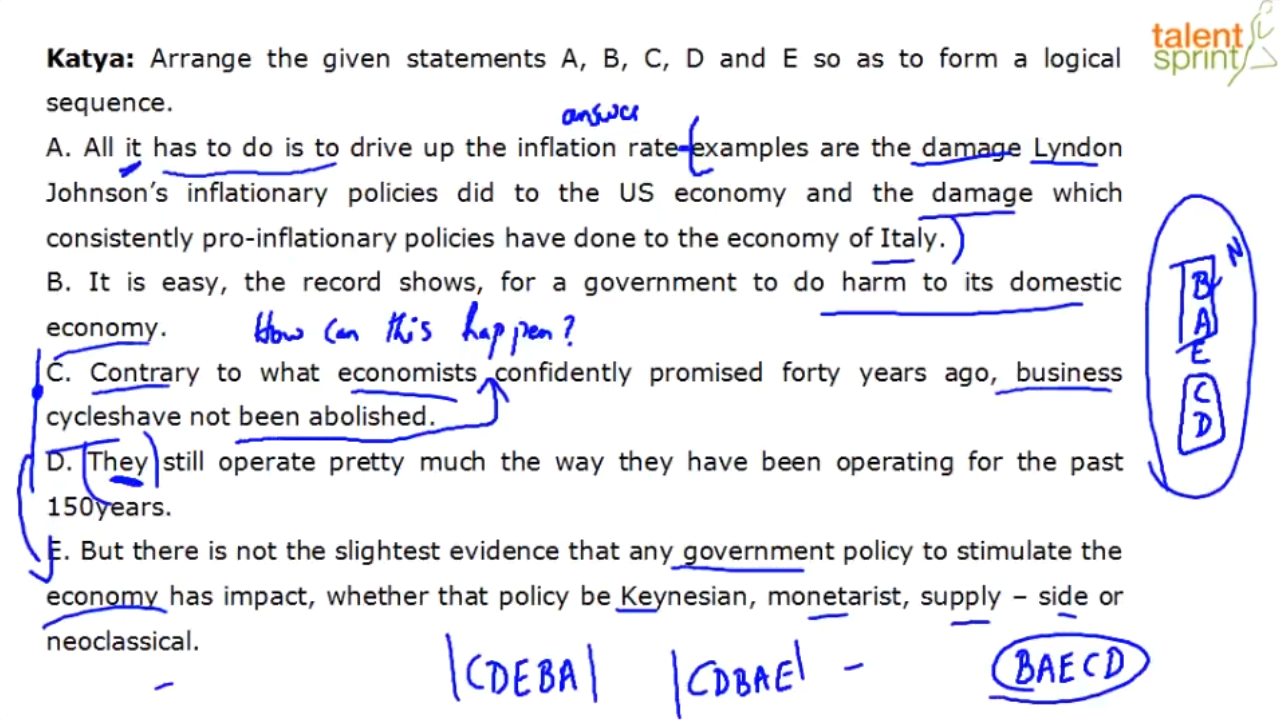 talent
sprint
Katya: Arrange the given statements A, B, C, D and E so as to form a logical
sequence.
answer
A. All it has to do is to drive up the inflation rate-examples are the damage Lyndon
Johnson's inflationary policies did to the US economy and the damage which
consistently pro-inflationary policies have done to the economy of Italy.
B. It is easy, the record shows, for a government to do harm to its domestic
economy.
How can this happen?
C. Contrary to what economists confidently promised forty years ago, business
cycleshave not been abolished.
D. They still operate pretty much the way they have been operating for the past
150years.
E. But there is not the slightest evidence that any government policy to stimulate the
economy has impact, whether that policy be Keynesian, monetarist, supply – side or
neoclassical.
N
B
A
E
C
D
CDEBA CDBAE BAECD